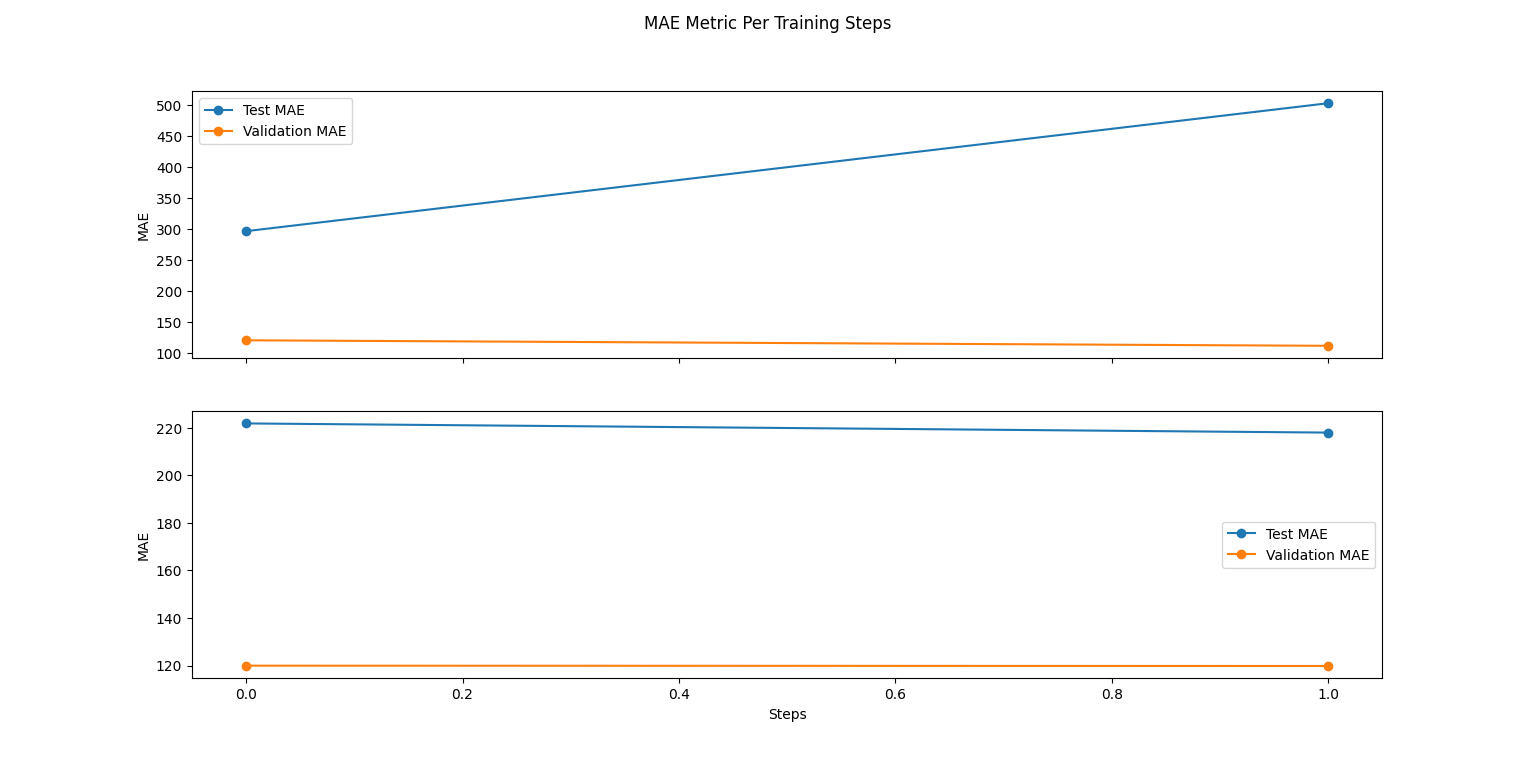 MAE Metric Per Training Steps
Test MAE
Validation MAE
500
450
400
350
300
250
200
150
100
MAE
220
200
180
160
140
120
MAE
Test MAE
Validation MAE
0.0 0.2 0.4 0.6 0.8 1.0
Steps